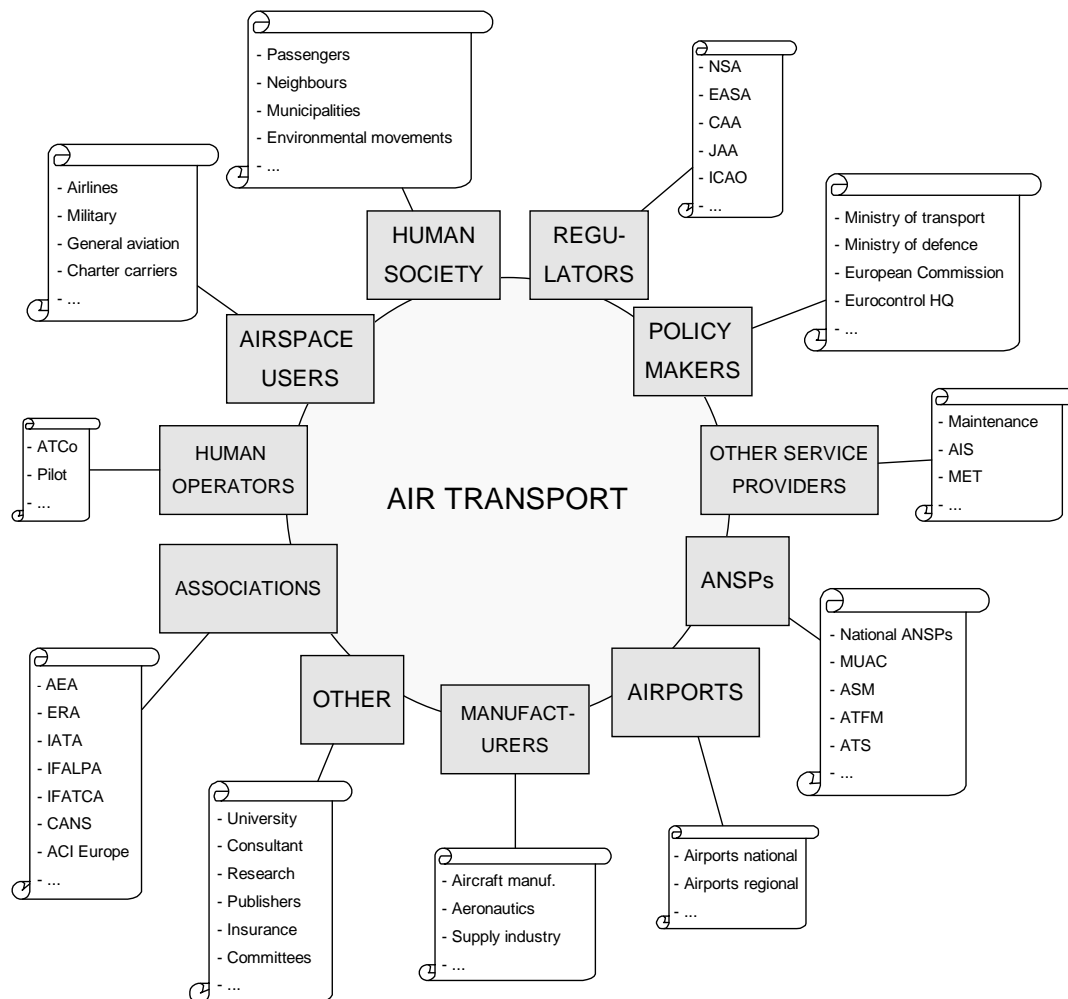 - Passengers
- Neighbours
- Municipalities
- Environmental movements
- ...
- NSA
- EASA
- CAA
- JAA
- ICAO
- ...
- Airlines
- Military
- General aviation
- Charter carriers
- ...
- Ministry of transport
- Ministry of defence
- European Commission
- Eurocontrol HQ
- ...
HUMAN
SOCIETY
REGU-
LATORS
AIRSPACE
USERS
POLICY
MAKERS
- ATCo
- Pilot
- ...
HUMAN
OPERATORS
AIR TRANSPORT
OTHER SERVICE
PROVIDERS
- Maintenance
- AIS
- MET
- ...
ASSOCIATIONS
ANSPs
- National ANSPs
- MUAC
- ASM
- ATFM
- ATS
- ...
- AEA
- ERA
- IATA
- IFALPA
- IFATCA
- CANS
- ACI Europe
- ...
OTHER
MANUFACT-
URERS
AIRPORTS
- University
- Consultant
- Research
- Publishers
- Insurance
- Committees
- ...
- Aircraft manuf.
- Aeronautics
- Supply industry
- ...
- Airports national
- Airports regional
- ...